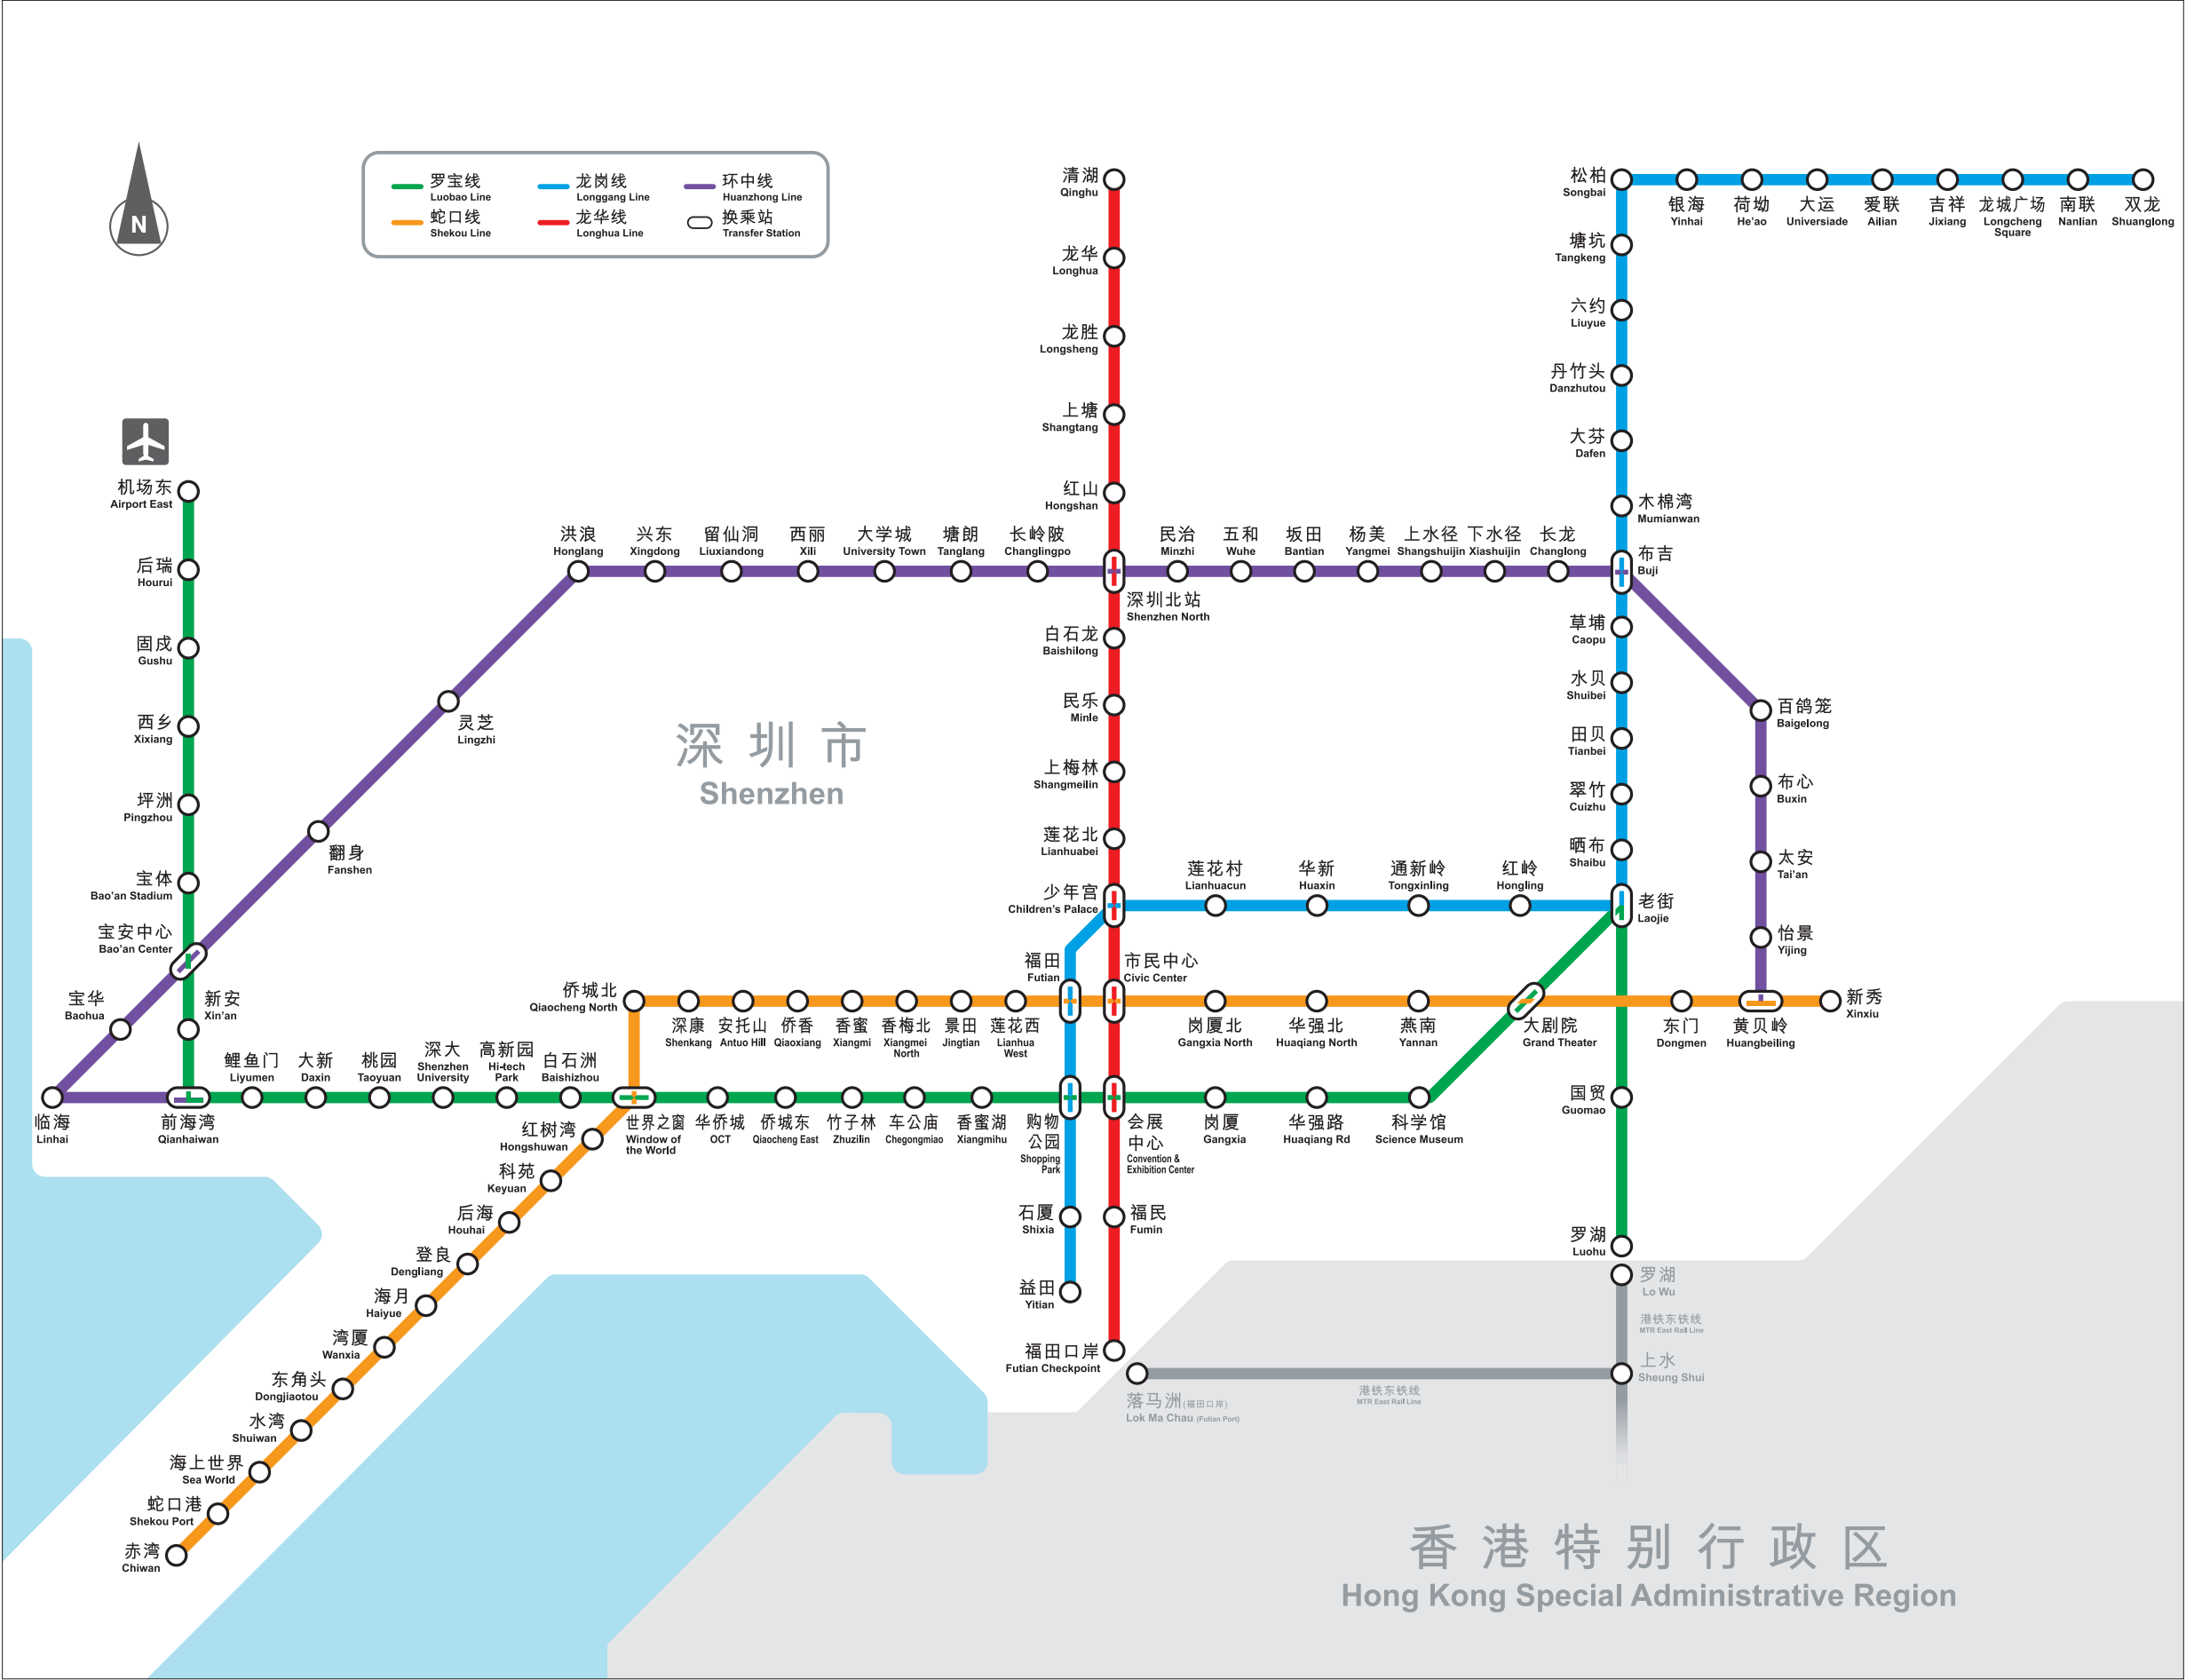 N
罗宝线
Luobao Line
龙岗线
Longgang Line
环中线
Huanzhong Line
蛇口线
Shekou Line
龙华线
Longhua Line
换乘站
Transfer Station
清湖
Qinghu
龙华
Longhua
龙胜
Longsheng
上塘
Shangtang
红山
Hongshan
松柏
Songbai
银海
Yinhai
荷坳
He'ao
大运
Universiade
爱联
Ailian
吉祥
Jixiang
龙城广场
Longcheng
Square
南联
Nanlian
双龙
Shuanglong
塘坑
Tangkeng
六约
Liuyue
丹竹头
Danzhutou
大芬
Dafen
木棉湾
Mumianwan
布吉
Buji
机场东
Airport East
后瑞
Hourui
固戍
Gushu
西乡
Xixiang
坪洲
Pingzhou
宝体
Bao'an Stadium
宝安中心
Bao'an Center
新安
Xin'an
宝华
Baohua
临海
Linhai
前海湾
Qianhaiwan
洪浪
Honglang
兴东
Xingdong
留仙洞
Liuxiandong
西丽
Xili
大学城
University Town
塘朗
Tanglang
长岭陂
Changlingpo
民治
Minzhi
五和
Wuhe
坂田
Bantian
杨美
Yangmei
上水径
Shangshuijin
下水径
Xiashuijin
长龙
Changlong
深圳北站
Shenzhen North
灵芝
Lingzhi
翻身
Fanshen
深圳市
Shenzhen
白石龙
Baishilong
民乐
Minle
上梅林
Shangmeilin
莲花北
Lianhuabei
少年宫
Children's Palace
草埔
Caopu
水贝
Shuibei
田贝
Tianbei
翠竹
Cuizhu
晒布
Shaibu
老街
Laojie
百鸽笼
Baigelong
布心
Buxin
太安
Tai'an
怡景
Yijing
莲花村
Lianhuacun
华新
Huaxin
通新岭
Tongxinling
红岭
Hongling
福田
Futian
市民中心
Civic Center
侨城北
Qiaocheng North
深康
Shenkang
安托山
Antuo Hill
侨香
Qiaoxiang
香蜜
Xiangmi
香梅北
Xiangmei
North
景田
Jingtian
莲花西
Lianhua
West
岗厦北
Gangxia North
华强北
Huaqiang North
燕南
Yannan
大剧院
Grand Theater
东门
Dongmen
黄贝岭
Huangbeiling
新秀
Xinxiu
鲤鱼门
Liyumen
大新
Daxin
桃园
Taoyuan
深大
Shenzhen
University
高新园
Hi-tech
Park
白石洲
Baishizhou
世界之窗
Window of
the World
华侨城
OCT
侨城东
Qiaocheng East
竹子林
Zhuzilin
车公庙
Chegongmiao
香蜜湖
Xiangmihu
购物
公园
Shopping
Park
会展
中心
Convention &
Exhibition Center
岗厦
Gangxia
华强路
Huaqiang Rd
科学馆
Science Museum
国贸
Guomao
罗湖
Luohu
红树湾
Hongshuwan
科苑
Keyuan
后海
Houhai
登良
Dengliang
海月
Haiyue
湾厦
Wanxia
东角头
Dongjiaotou
水湾
Shuiwan
海上世界
Sea World
蛇口港
Shekou Port
赤湾
Chiwan
石厦
Shixia
益田
Yitian
福民
Fumin
福田口岸
Futian Checkpoint
罗湖
Lo Wu
港铁东铁线
MTR East Rail Line
上水
Sheung Shui
落马洲(福田口岸)
Lok Ma Chau (Futian Port)
港铁东铁线
MTR East Rail Line
香港特别行政区
Hong Kong Special Administrative Region